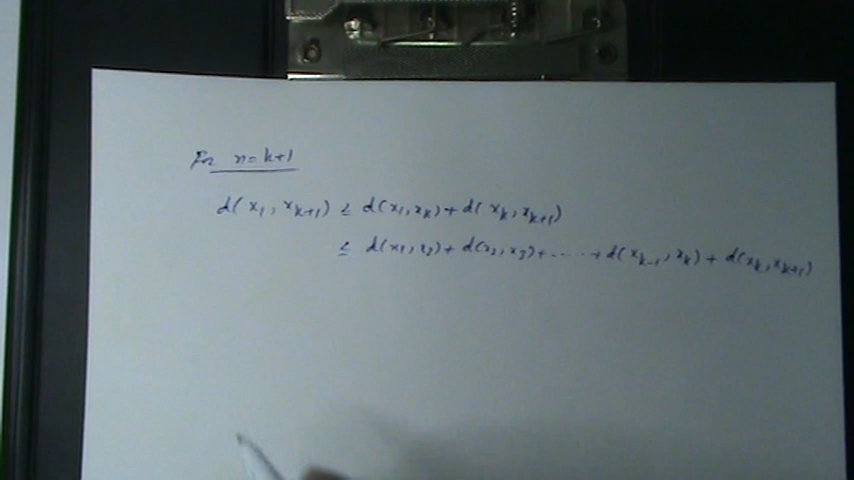 For n=k+1
d(x₁, xₖ₊₁) ≤ d(x₁, xₖ) + d(xₖ, xₖ₊₁)
≤ d(x₁, x₂) + d(x₂, x₃) + ..... + d(xₖ₋₁, xₖ) + d(xₖ, xₖ₊₁)